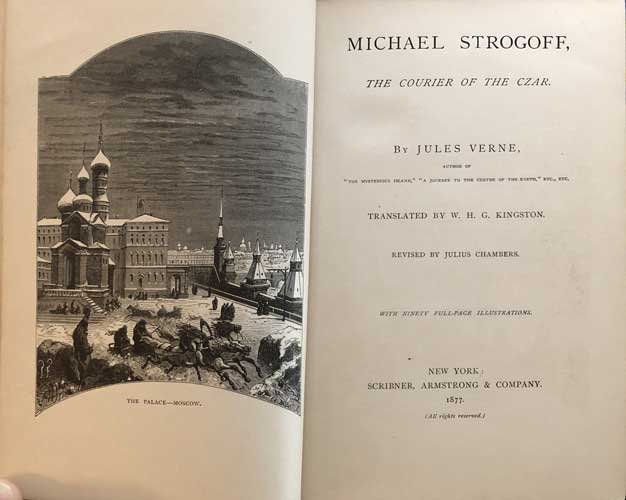 THE PALACE—MOSCOW.
MICHAEL STROGOFF,
THE COURIER OF THE CZAR.
By JULES VERNE,
AUTHOR OF
"THE MYSTERIOUS ISLAND," "A JOURNEY TO THE CENTRE OF THE EARTH," ETC., ETC.
TRANSLATED BY W. H. G. KINGSTON.
REVISED BY JULIUS CHAMBERS.
WITH NINETY FULL-PAGE ILLUSTRATIONS.
NEW YORK:
SCRIBNER, ARMSTRONG & COMPANY.
1877.
(All rights reserved.)